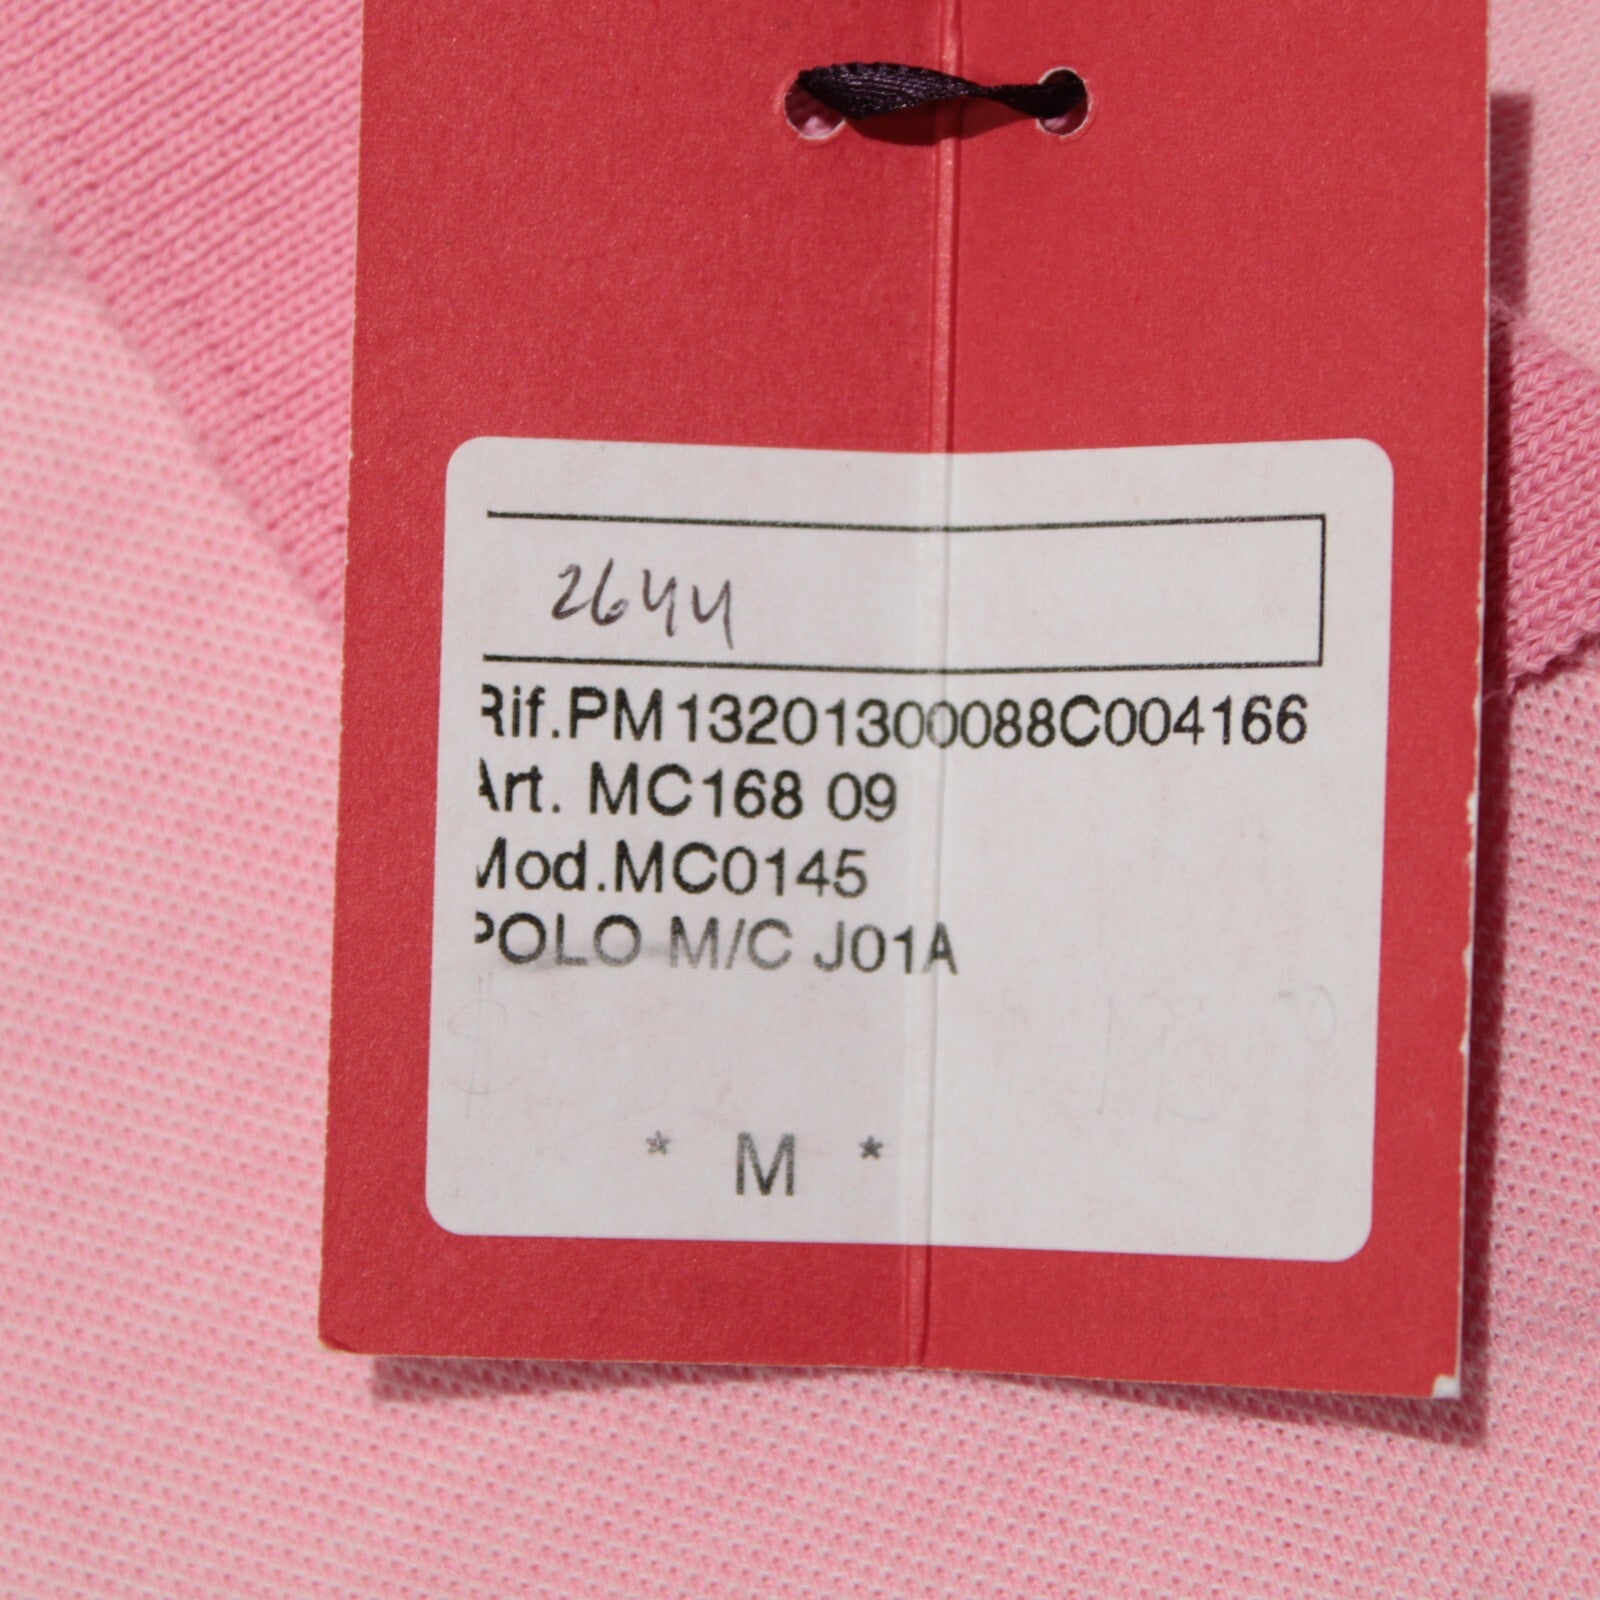 2644
Rif.PM13201300088C004166
Art. MC168 09
Mod.MC0145
POLO M/C J01A
* M *